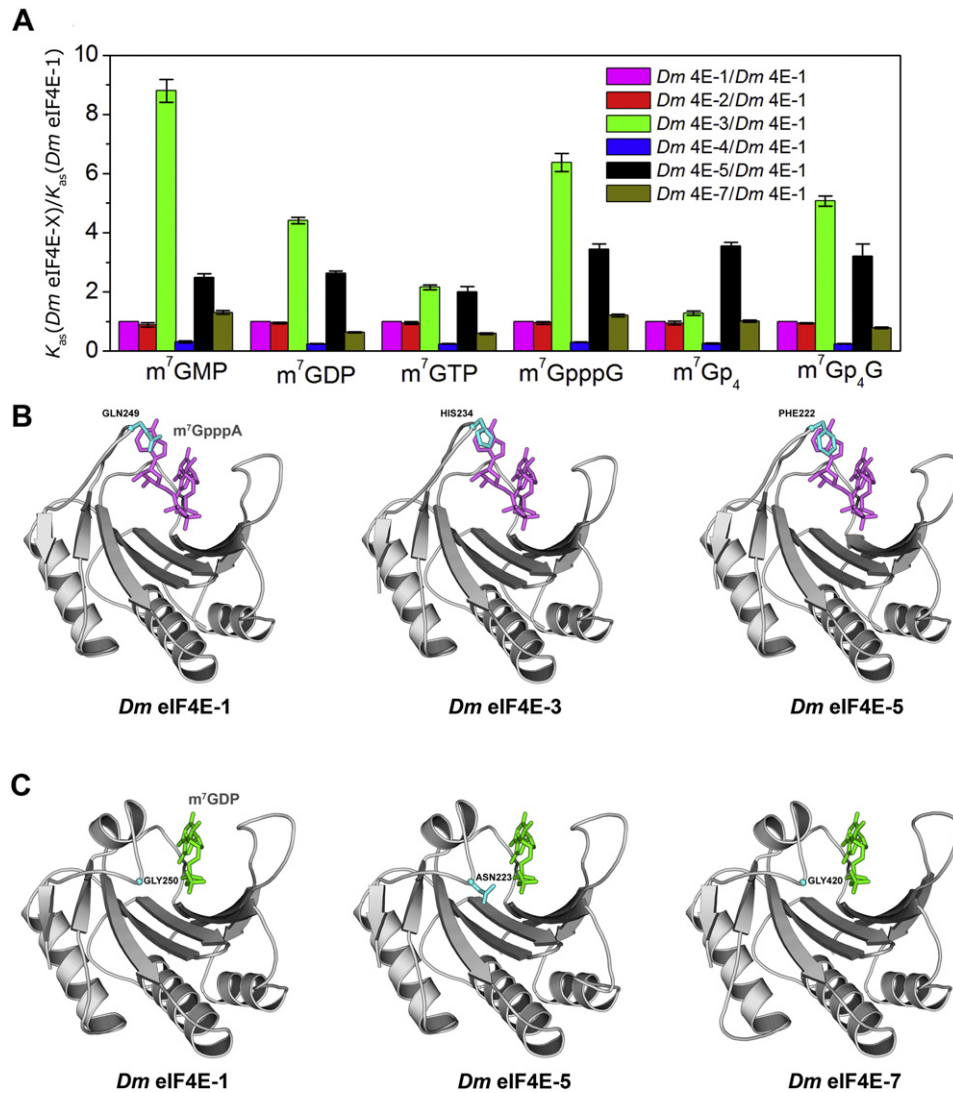 A
K_as(Dm eIF4E-X)/K_as(Dm eIF4E-1)
10
8
6
4
2
0
Dm 4E-1/Dm 4E-1
Dm 4E-2/Dm 4E-1
Dm 4E-3/Dm 4E-1
Dm 4E-4/Dm 4E-1
Dm 4E-5/Dm 4E-1
Dm 4E-7/Dm 4E-1
m⁷GMP m⁷GDP m⁷GTP m⁷GpppG m⁷Gp₄ m⁷Gp₄G
B
GLN249
m⁷GpppA
HIS234
PHE222
Dm eIF4E-1
Dm eIF4E-3
Dm eIF4E-5
C
m⁷GDP
GLY250
ASN223
GLY420
Dm eIF4E-1
Dm eIF4E-5
Dm eIF4E-7